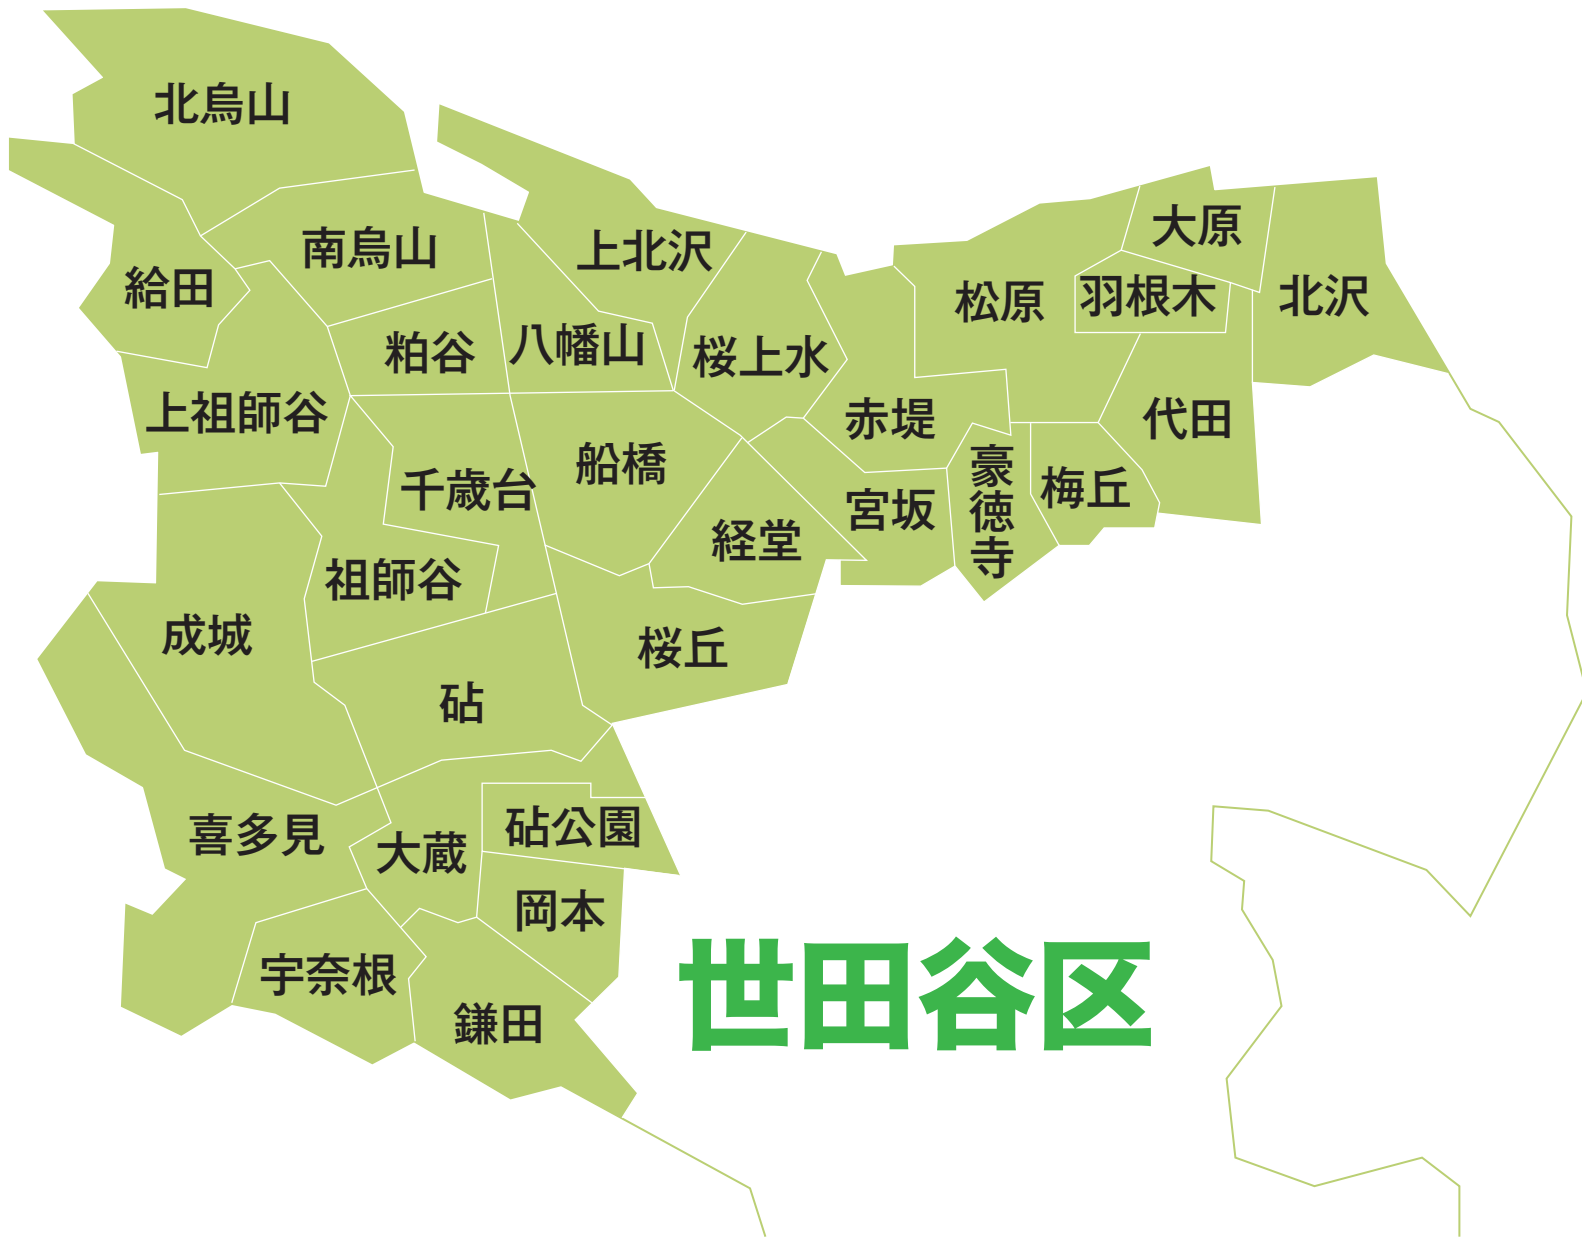 北烏山
南烏山
上北沢
大原
給田
松原
羽根木
北沢
粕谷
八幡山
桜上水
上祖師谷
赤堤
代田
船橋
千歳台
豪徳寺
梅丘
宮坂
経堂
祖師谷
成城
桜丘
砧
喜多見
大蔵
砧公園
岡本
宇奈根
鎌田
世田谷区